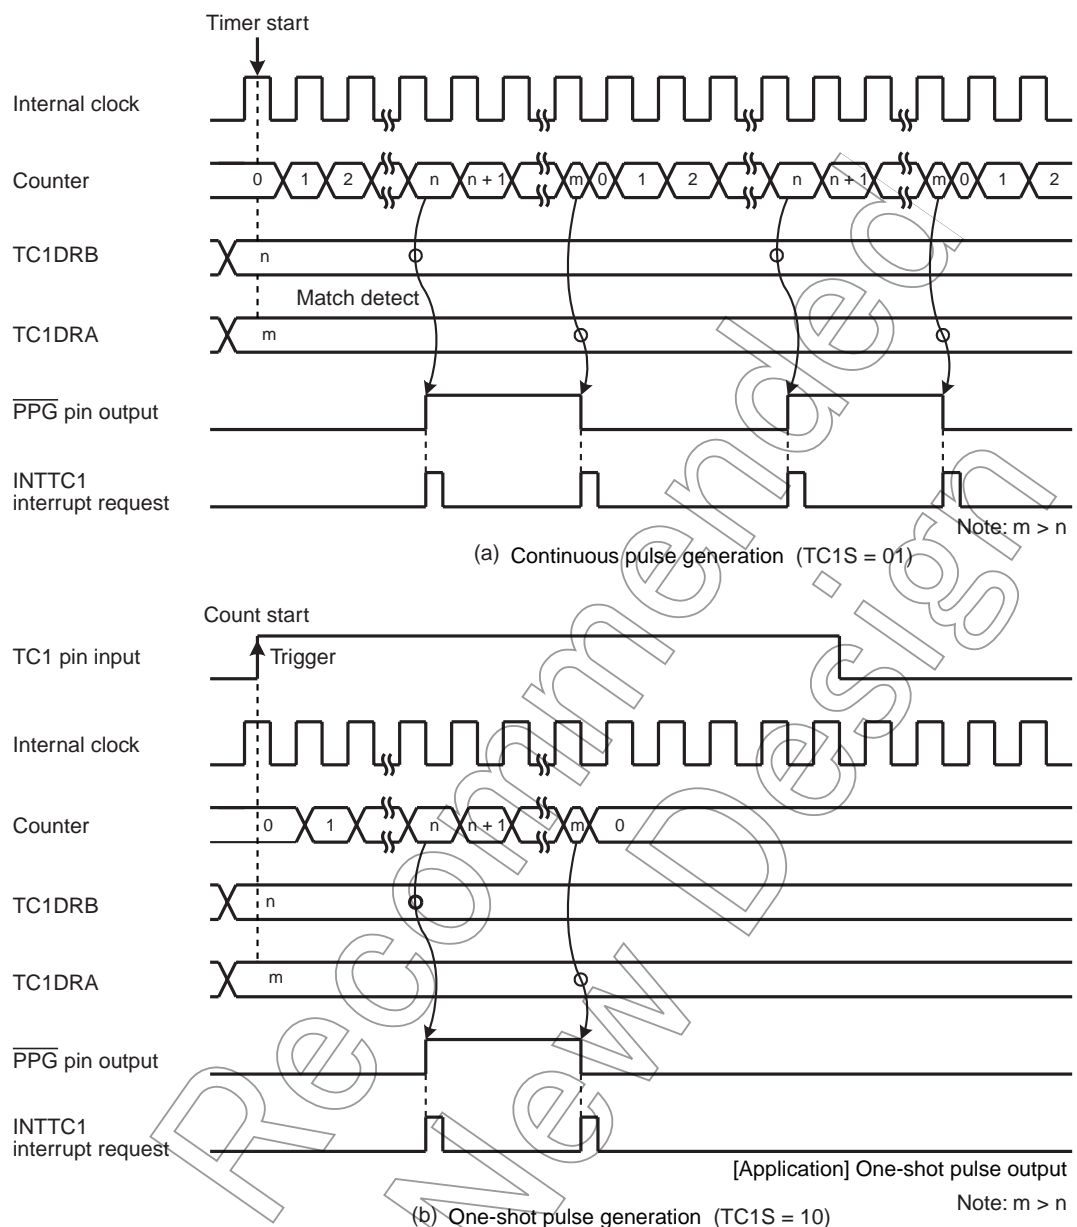 Timer start
Internal clock
Counter 0 1 2 n n + 1 m 0 1 2 n n + 1 m 0 1 2
TC1DRB n
Match detect
TC1DRA m
PPG pin output
INTTC1
interrupt request
Note: m > n
(a) Continuous pulse generation (TC1S = 01)
Count start
TC1 pin input
Trigger
Internal clock
Counter 0 1 n n + 1 m 0
TC1DRB n
TC1DRA m
PPG pin output
INTTC1
interrupt request
[Application] One-shot pulse output
Note: m > n
(b) One-shot pulse generation (TC1S = 10)
Recommended
New Design